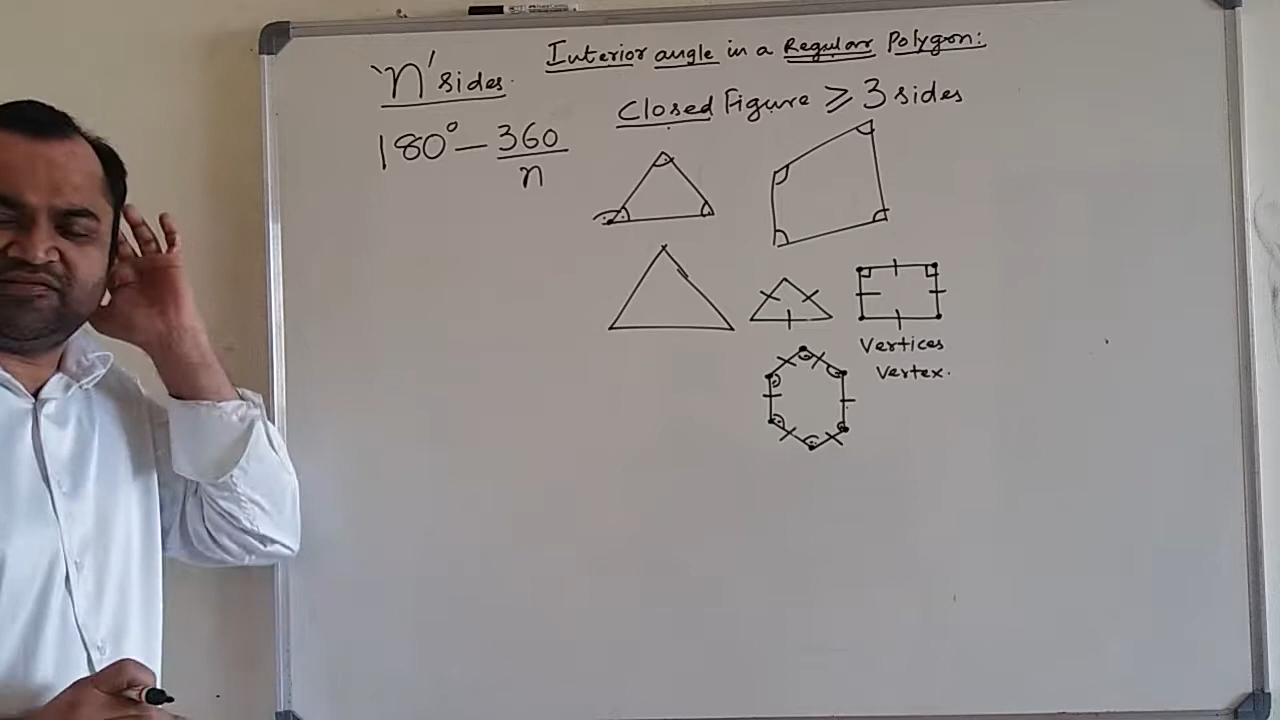 Interior angle in a Regular Polygon:
'n' sides.
Closed Figure ≥ 3 sides
180° - 360/n
Vertices
Vertex.